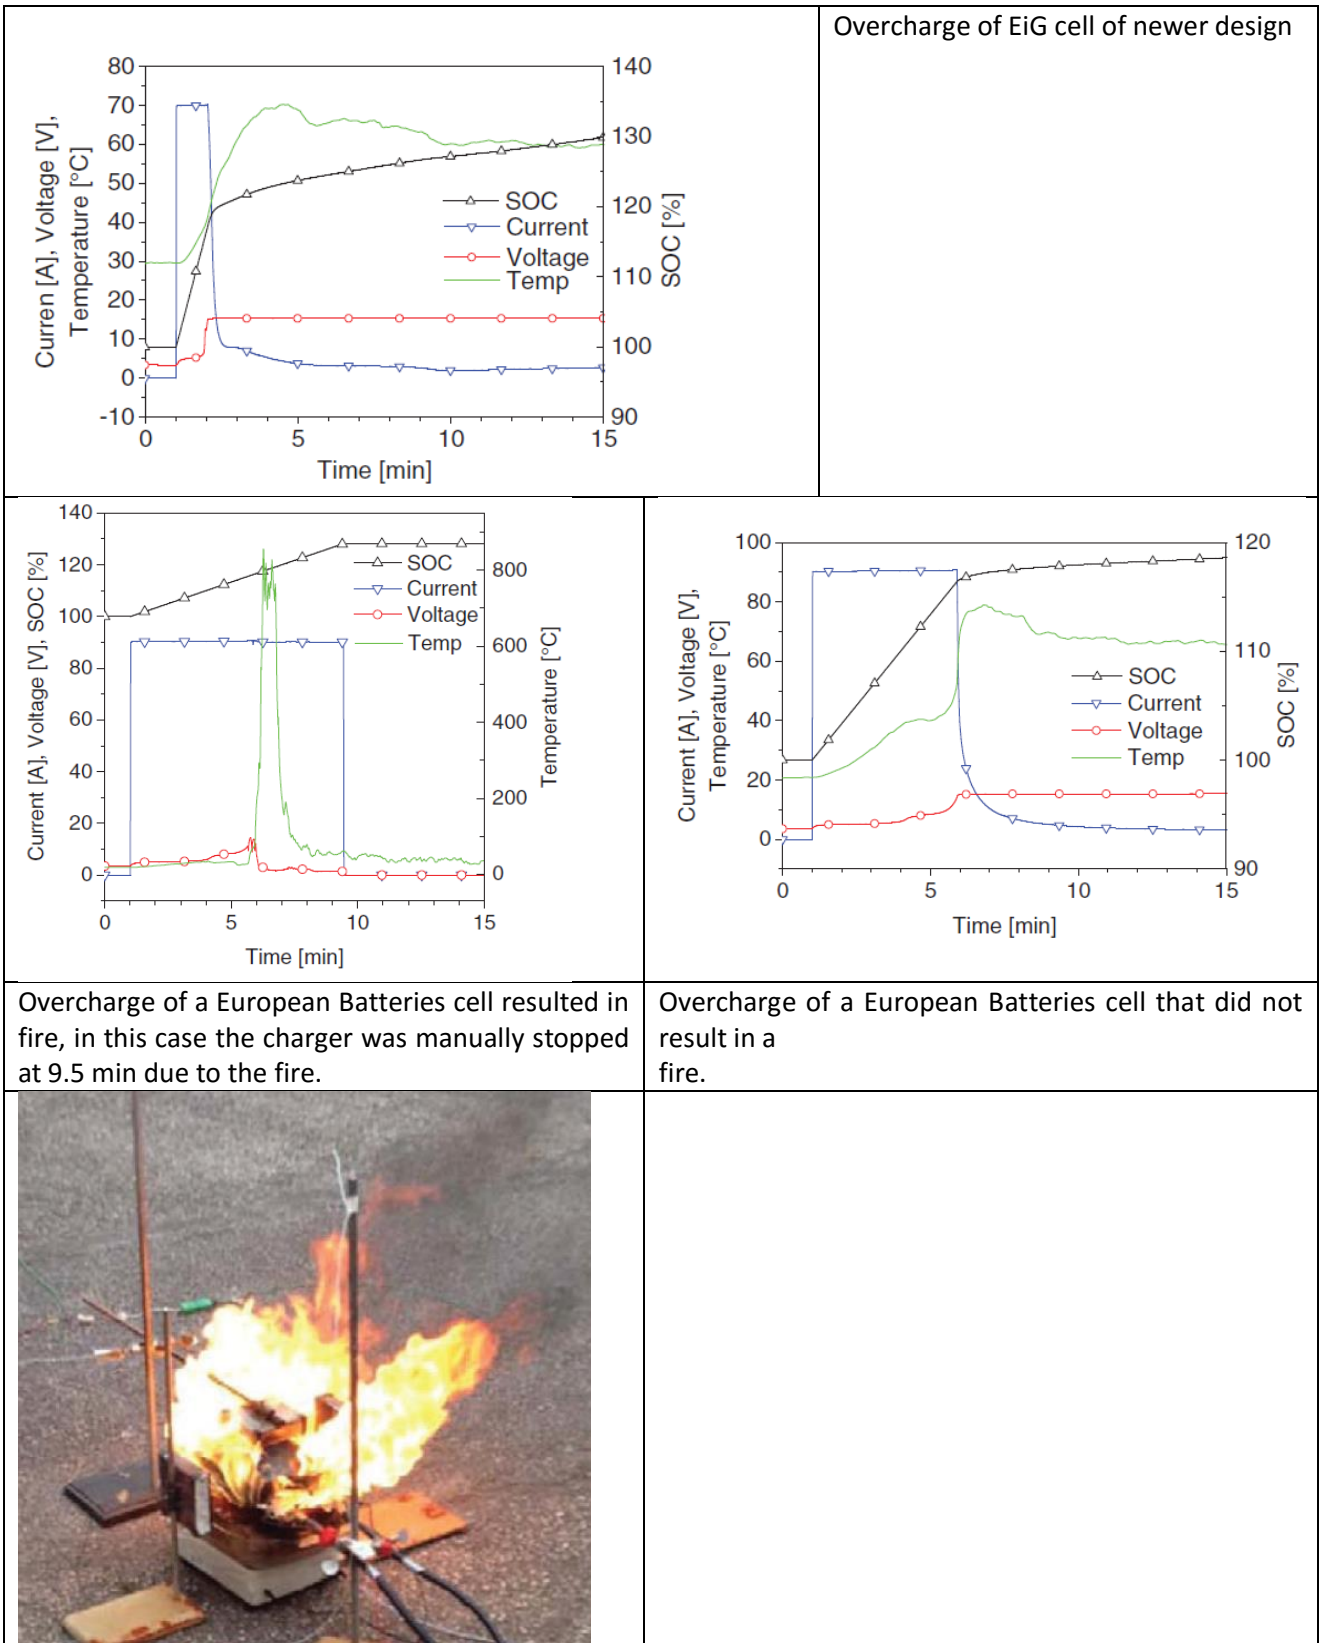 Overcharge of EiG cell of newer design
80
70
60
50
40
30
20
10
0
-10
140
130
120
110
100
90
0
5
10
15
Curren [A], Voltage [V],
Temperature [°C]
SOC [%]
SOC
Current
Voltage
Temp
Time [min]
140
120
100
80
60
40
20
0
800
600
400
200
0
0
5
10
15
Current [A], Voltage [V], SOC [%]
Temperature [°C]
SOC
Current
Voltage
Temp
Time [min]
100
80
60
40
20
0
120
110
100
90
0
5
10
15
Current [A], Voltage [V],
Temperature [°C]
SOC [%]
SOC
Current
Voltage
Temp
Time [min]
Overcharge of a European Batteries cell resulted in
fire, in this case the charger was manually stopped
at 9.5 min due to the fire.
Overcharge of a European Batteries cell that did not
result in a
fire.